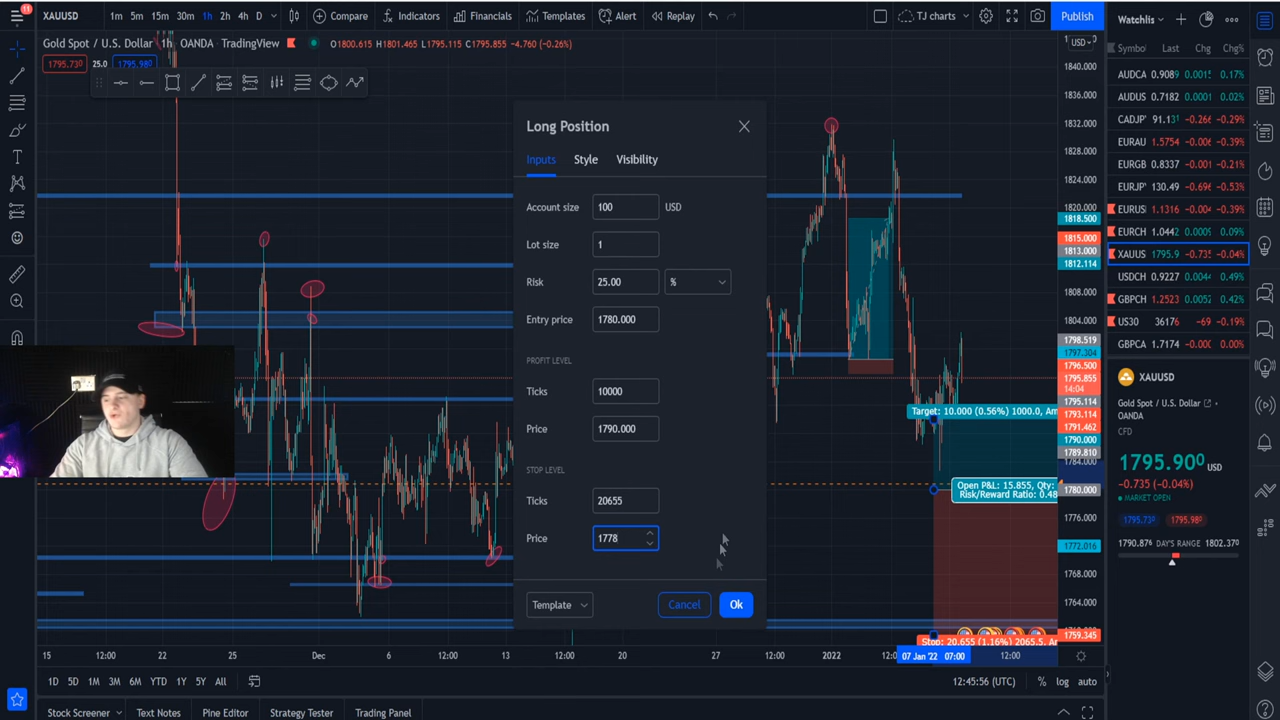 11
XAUUSD
1m 5m 15m 30m 1h 2h 4h D
Compare
Indicators
Financials
Templates
Alert
Replay
TJ charts
Publish
Watchlis
Gold Spot / U.S. Dollar 1h OANDA TradingView
O1800.615 H1801.465 L1795.115 C1795.855 -4.760 (-0.26%)
USD
1795.730 25.0 1795.980
Symbo Last Chg Chg%
AUDCA 0.9089 0.0015 0.17%
AUDUS 0.7182 0.0001 0.02%
CADJP 91.131 -0.266 -0.29%
EURAU 1.5754 -0.006 -0.39%
EURGB 0.8337 -0.001 -0.21%
EURJP 130.49 -0.696 -0.53%
EURUS 1.1316 -0.004 -0.39%
EURCH 1.0442 0.0009 0.09%
XAUUS 1795.9 -0.735 -0.04%
USDCH 0.9227 0.0044 0.49%
GBPCH 1.2523 0.0052 0.42%
US30 36176 -69 -0.19%
GBPCA 1.7174 -0.000 0.00%
Long Position
Inputs Style Visibility
Account size 100 USD
Lot size 1
Risk 25.00 %
Entry price 1780.000
PROFIT LEVEL
Ticks 10000
Price 1790.000
STOP LEVEL
Ticks 20655
Price 1778
Template Cancel Ok
1840.000
1836.000
1832.000
1828.000
1824.000
1820.000
1818.500
1815.000
1813.000
1812.114
1808.000
1804.000
1798.519
1797.304
1796.500
1795.855
14:04
1795.114
1793.114
1791.462
1790.000
1789.810
1784.000
1780.000
1776.000
1772.016
1768.000
1764.000
1759.345
Target: 10.000 (0.56%) 1000.0, Am
Open P&L: 15.855, Qty:
Risk/Reward Ratio: 0.48
Stop: 20.655 (1.16%) 2065.5, Am
XAUUSD
Gold Spot / U.S. Dollar
OANDA
CFD
1795.900 USD
-0.735 (-0.04%)
MARKET OPEN
1795.73 1795.98
1790.876 DAY'S RANGE 1802.370
15 12:00 22 25 Dec 6 12:00 13 20 27 12:00 2022 07 Jan '22 07:00 12:00
1D 5D 1M 3M 6M YTD 1Y 5Y All
12:45:56 (UTC) % log auto
Stock Screener Text Notes Pine Editor Strategy Tester Trading Panel